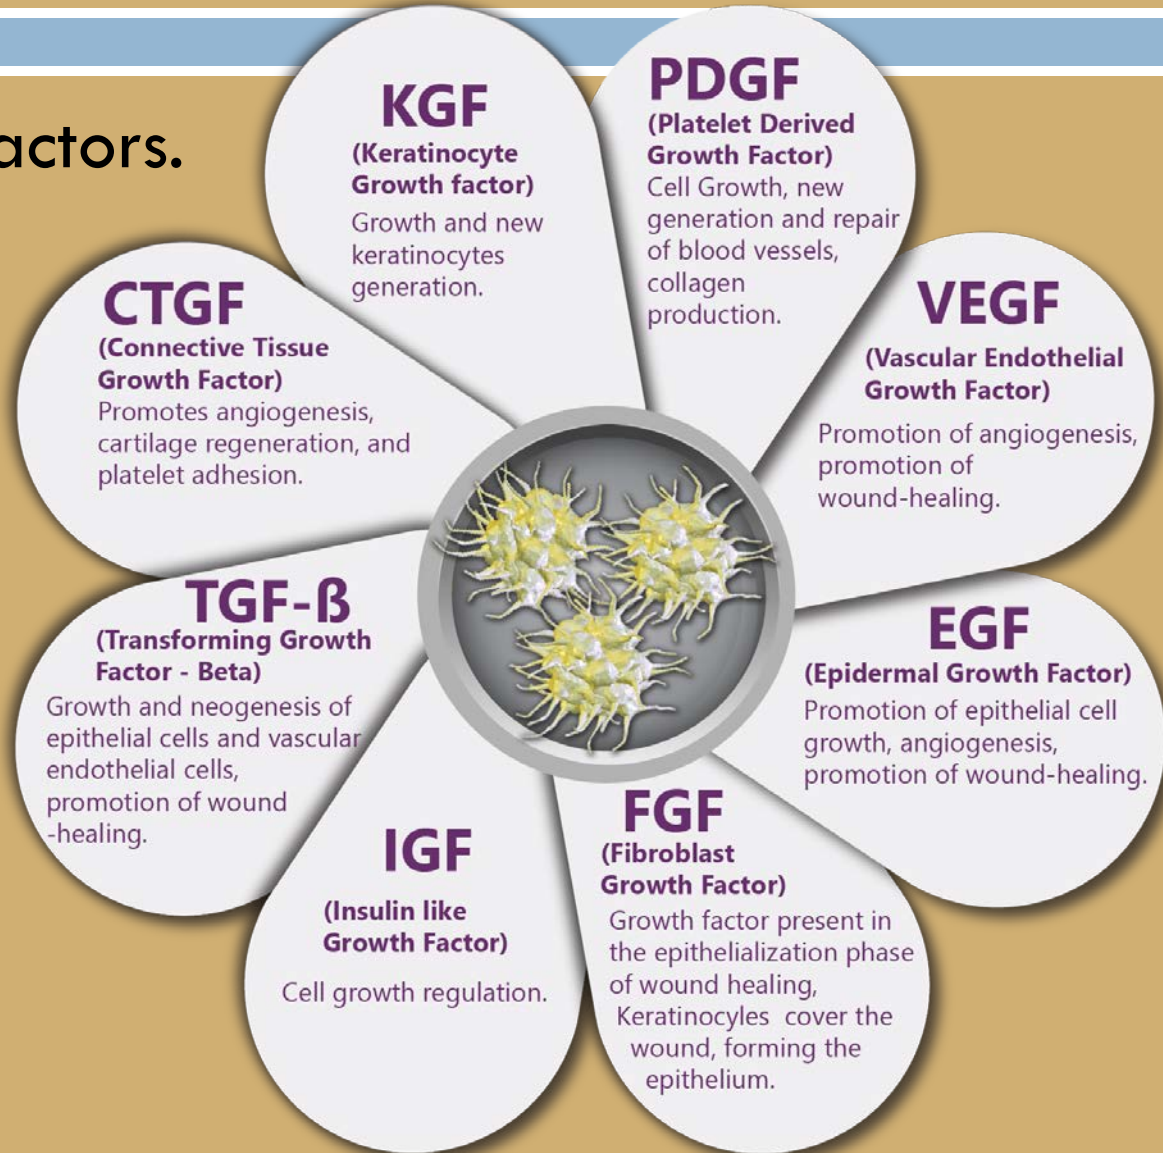 actors.
KGF
(Keratinocyte
Growth factor)
Growth and new
keratinocytes
generation.
PDGF
(Platelet Derived
Growth Factor)
Cell Growth, new
generation and repair
of blood vessels,
collagen
production.
VEGF
(Vascular Endothelial
Growth Factor)
Promotion of angiogenesis,
promotion of
wound-healing.
EGF
(Epidermal Growth Factor)
Promotion of epithelial cell
growth, angiogenesis,
promotion of wound-healing.
FGF
(Fibroblast
Growth Factor)
Growth factor present in
the epithelialization phase
of wound healing,
Keratinocyles cover the
wound, forming the
epithelium.
IGF
(Insulin like
Growth Factor)
Cell growth regulation.
TGF-ß
(Transforming Growth
Factor - Beta)
Growth and neogenesis of
epithelial cells and vascular
endothelial cells,
promotion of wound
-healing.
CTGF
(Connective Tissue
Growth Factor)
Promotes angiogenesis,
cartilage regeneration, and
platelet adhesion.